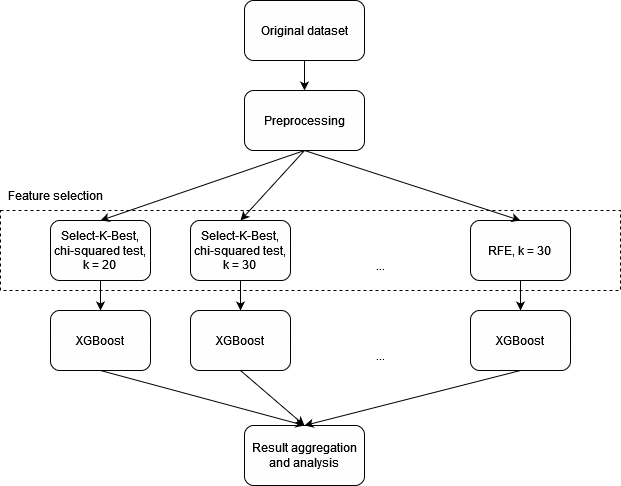 Original dataset
Preprocessing
Feature selection
Select-K-Best,
chi-squared test,
k = 20
Select-K-Best,
chi-squared test,
k = 30
...
RFE, k = 30
XGBoost
XGBoost
...
XGBoost
Result aggregation
and analysis